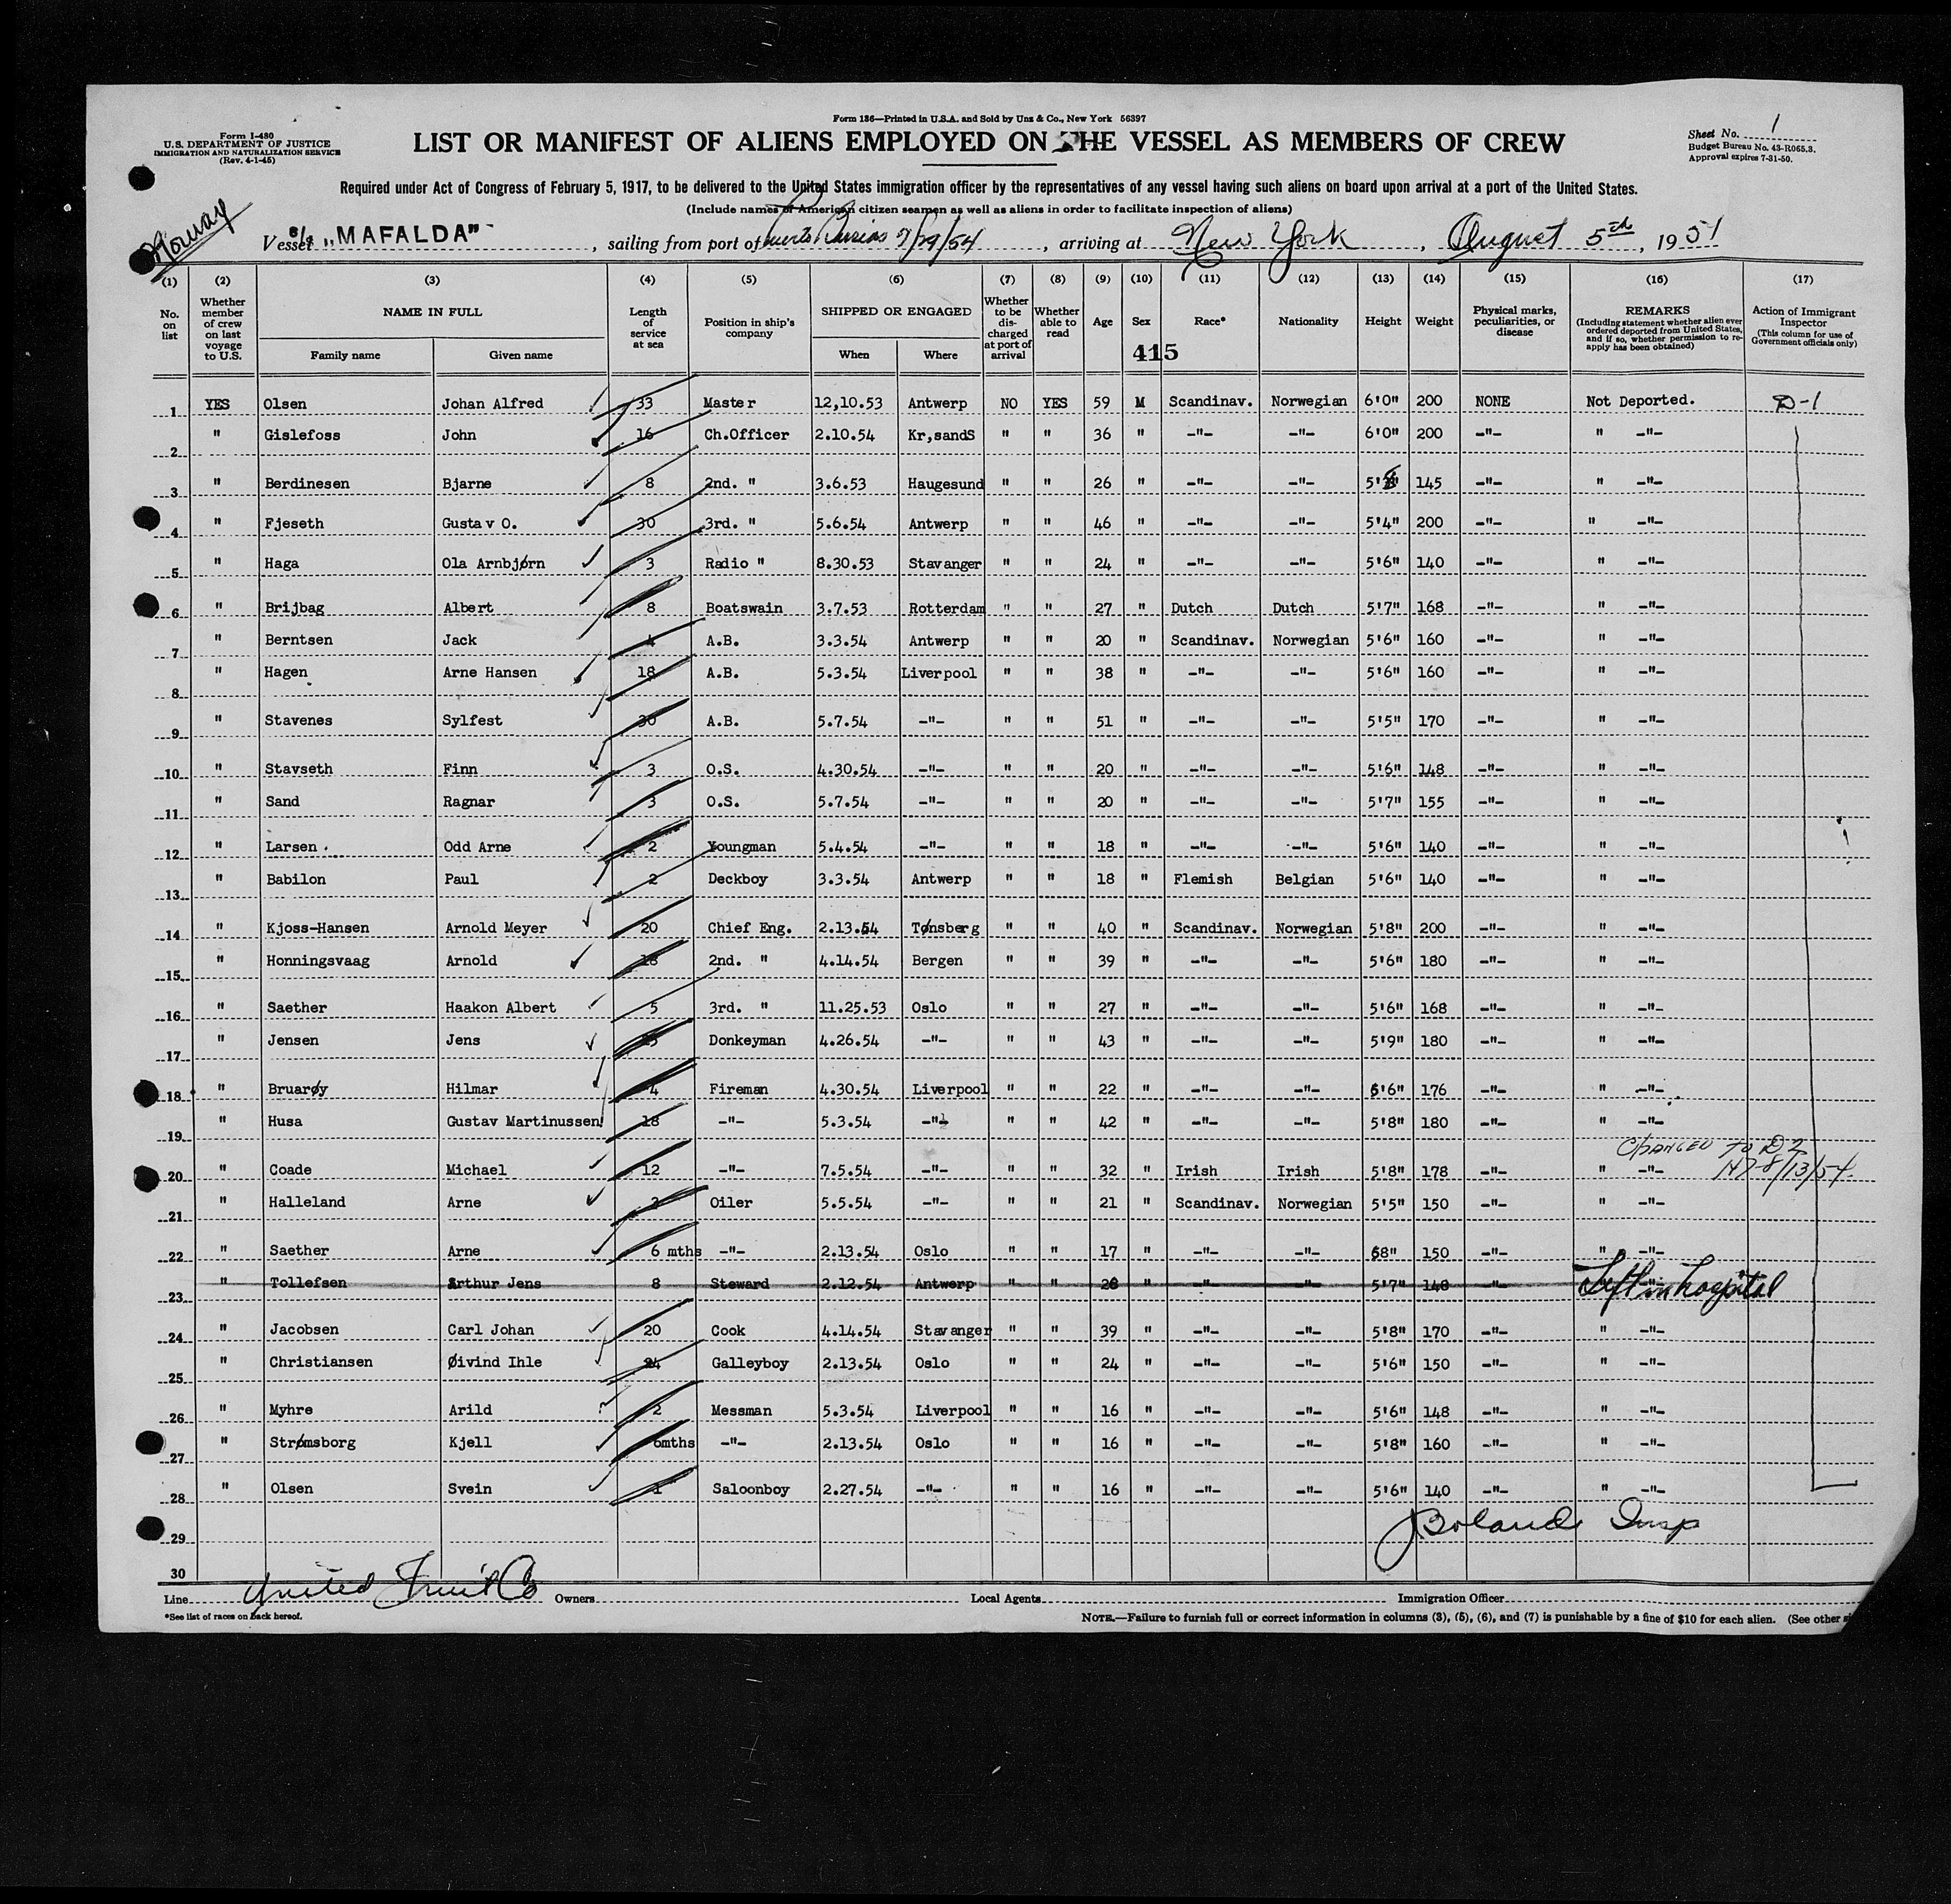 Form 136—Printed in U.S.A. and Sold by Unz & Co., New York 56397
Form I-480
U.S. DEPARTMENT OF JUSTICE
IMMIGRATION AND NATURALIZATION SERVICE
(Rev. 4-1-45)
LIST OR MANIFEST OF ALIENS EMPLOYED ON THE VESSEL AS MEMBERS OF CREW
Sheet No. 1
Budget Bureau No. 43-R065.3.
Approval expires 7-31-50.
Required under Act of Congress of February 5, 1917, to be delivered to the United States immigration officer by the representatives of any vessel having such aliens on board upon arrival at a port of the United States.
(Include names of American citizen seamen as well as aliens in order to facilitate inspection of aliens)
Norway
Vessel s/s „MAFALDA" , sailing from port of Puerto Barrios 7/29/54 , arriving at New York , August 5th , 1954
(1) (2) (3) (4) (5) (6) (7) (8) (9) (10) (11) (12) (13) (14) (15) (16) (17)
No. on list
Whether member of crew on last voyage to U.S.
NAME IN FULL
Family name Given name
Length of service at sea
Position in ship's company
SHIPPED OR ENGAGED
When Where
Whether to be discharged at port of arrival
Whether able to read
Age
Sex
Race*
Nationality
Height
Weight
Physical marks, peculiarities, or disease
REMARKS
(Including statement whether alien ever ordered deported from United States, and if so, whether permission to reapply has been obtained)
Action of Immigrant Inspector
(This column for use of Government officials only)
415
1 YES Olsen Johan Alfred 33 Master 12,10.53 Antwerp NO YES 59 M Scandinav. Norwegian 6'0" 200 NONE Not Deported. D-1
2 " Gislefoss John 16 Ch.Officer 2.10.54 Kr,sandS " " 36 " -"- -"- 6'0" 200 -"- " -"-
3 " Berdinesen Bjarne 8 2nd. " 3.6.53 Haugesund " " 26 " -"- -"- 5'8" 145 -"- " -"-
4 " Fjeseth Gustav O. 30 3rd. " 5.6.54 Antwerp " " 46 " -"- -"- 5'4" 200 -"- " -"-
5 " Haga Ola Arnbjørn 3 Radio " 8.30.53 Stavanger " " 24 " -"- -"- 5'6" 140 -"- " -"-
6 " Brijbag Albert 8 Boatswain 3.7.53 Rotterdam " " 27 " Dutch Dutch 5'7" 168 -"- " -"-
7 " Berntsen Jack 4 A.B. 3.3.54 Antwerp " " 20 " Scandinav. Norwegian 5'6" 160 -"- " -"-
8 " Hagen Arne Hansen 18 A.B. 5.3.54 Liverpool " " 38 " -"- -"- 5'6" 160 -"- " -"-
9 " Stavenes Sylfest 30 A.B. 5.7.54 -"- " " 51 " -"- -"- 5'5" 170 -"- " -"-
10 " Stavseth Finn 3 O.S. 4.30.54 -"- " " 20 " -"- -"- 5'6" 148 -"- " -"-
11 " Sand Ragnar 3 O.S. 5.7.54 -"- " " 20 " -"- -"- 5'7" 155 -"- " -"-
12 " Larsen Odd Arne 2 Youngman 5.4.54 -"- " " 18 " -"- -"- 5'6" 140 -"- " -"-
13 " Babilon Paul 2 Deckboy 3.3.54 Antwerp " " 18 " Flemish Belgian 5'6" 140 -"- " -"-
14 " Kjoss-Hansen Arnold Meyer 20 Chief Eng. 2.13.54 Tønsberg " " 40 " Scandinav. Norwegian 5'8" 200 -"- " -"-
15 " Honningsvaag Arnold 18 2nd. " 4.14.54 Bergen " " 39 " -"- -"- 5'6" 180 -"- " -"-
16 " Saether Haakon Albert 5 3rd. " 11.25.53 Oslo " " 27 " -"- -"- 5'6" 168 -"- " -"-
17 " Jensen Jens Donkeyman 4.26.54 -"- " " 43 " -"- -"- 5'9" 180 -"- " -"-
18 " Bruarøy Hilmar 4 Fireman 4.30.54 Liverpool " " 22 " -"- -"- 6'6" 176 -"- " -"-
19 " Husa Gustav Martinussen 18 -"- 5.3.54 -"- " " 42 " -"- -"- 5'8" 180 -"- " -"-
CHANGED TO D2
20 " Coade Michael 12 -"- 7.5.54 -"- " " 32 " Irish Irish 5'8" 178 -"- " -"- 8/13/54.
21 " Halleland Arne 3 Oiler 5.5.54 -"- " " 21 " Scandinav. Norwegian 5'5" 150 -"- " -"-
22 " Saether Arne 6 mths -"- 2.13.54 Oslo " " 17 " -"- -"- 68" 150 -"- " -"-
23 " Tollefsen Arthur Jens 8 Steward 2.12.54 Antwerp " " 28 " -"- -"- 5'7" 148 -"- Left in hospital
24 " Jacobsen Carl Johan 20 Cook 4.14.54 Stavanger " " 39 " -"- -"- 5'8" 170 -"- " -"-
25 " Christiansen Øivind Ihle 24 Galleyboy 2.13.54 Oslo " " 24 " -"- -"- 5'6" 150 -"- " -"-
26 " Myhre Arild 2 Messman 5.3.54 Liverpool " " 16 " -"- -"- 5'6" 148 -"- " -"-
27 " Strømsborg Kjell 6mths -"- 2.13.54 Oslo " " 16 " -"- -"- 5'8" 160 -"- " -"-
28 " Olsen Svein 1 Saloonboy 2.27.54 -"- " " 16 " -"- -"- 5'6" 140 -"- " -"-
29 Boland Insp
30
Line United Fruit Co Owners Local Agents Immigration Officer
*See list of races on back hereof.
NOTE.—Failure to furnish full or correct information in columns (3), (5), (6), and (7) is punishable by a fine of $10 for each alien. (See other